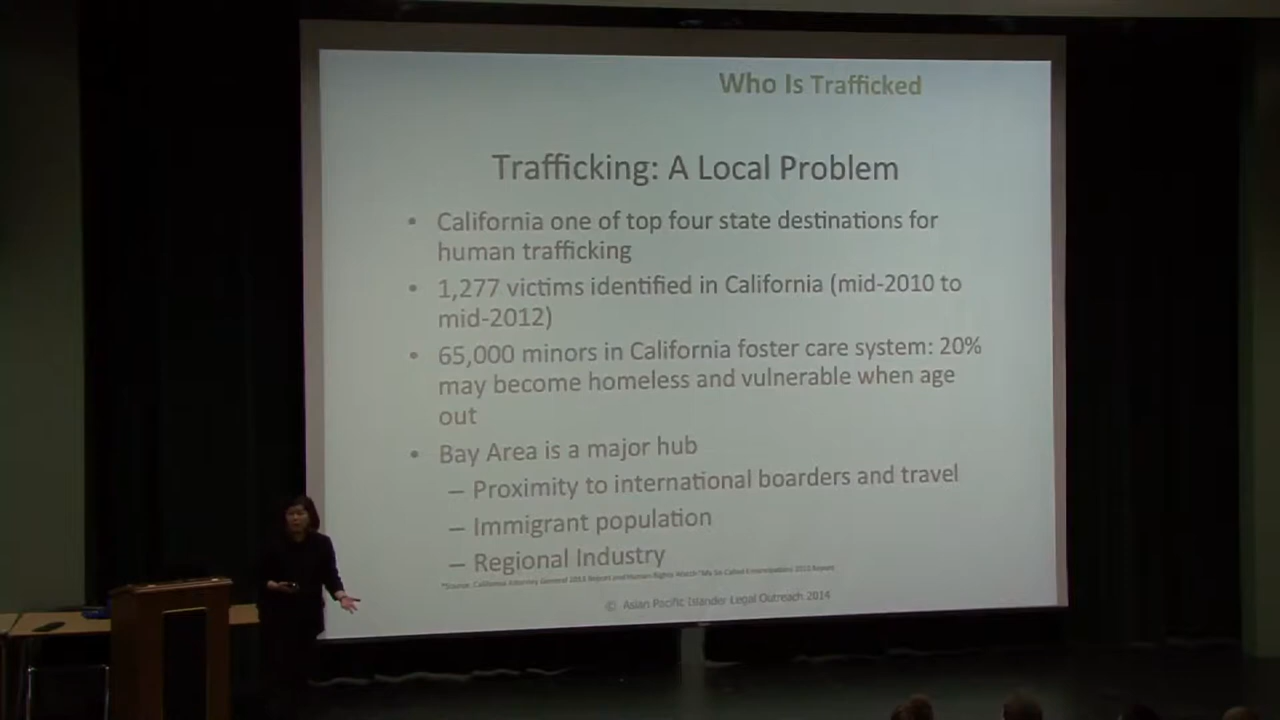 Who Is Trafficked
Trafficking: A Local Problem
• California one of top four state destinations for
human trafficking
• 1,277 victims identified in California (mid-2010 to
mid-2012)
• 65,000 minors in California foster care system: 20%
may become homeless and vulnerable when age
out
• Bay Area is a major hub
– Proximity to international boarders and travel
– Immigrant population
– Regional Industry
*Source: California Attorney General 2012 Report and Human Rights Watch "My So Called Emancipation" 2010 Report
© Asian Pacific Islander Legal Outreach 2014